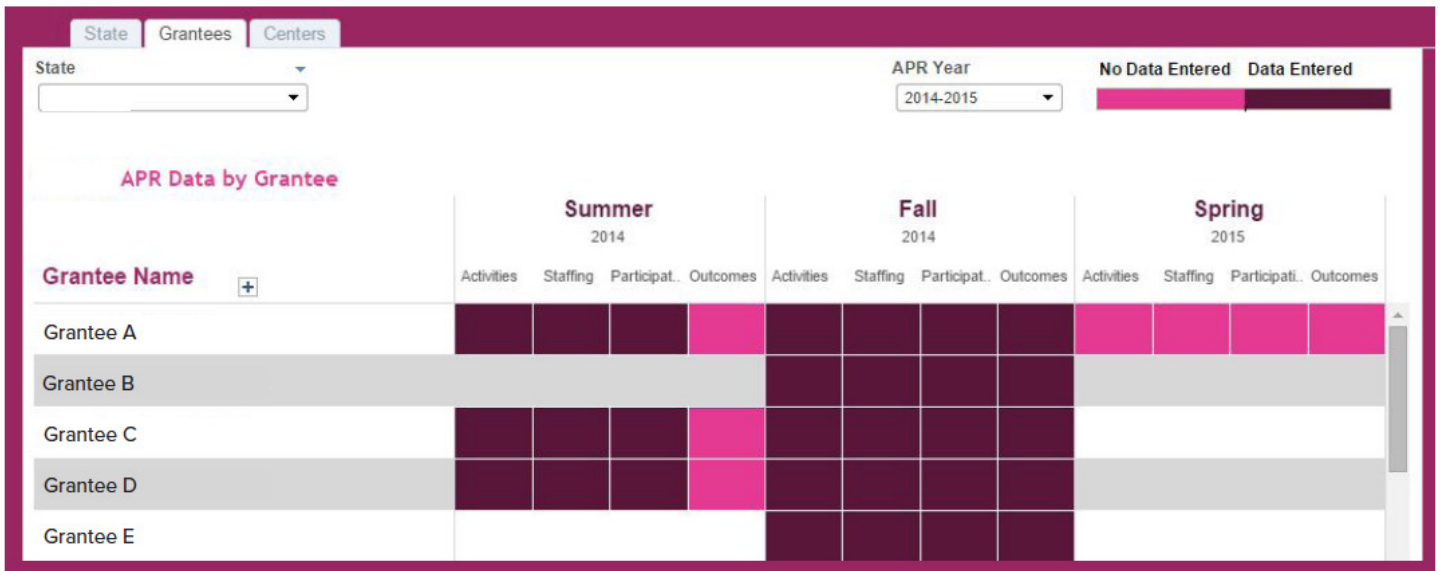 State Grantees Centers
State APR Year No Data Entered Data Entered
2014-2015
APR Data by Grantee
Summer Fall Spring
2014 2014 2015
Grantee Name + Activities Staffing Participat.. Outcomes Activities Staffing Participat.. Outcomes Activities Staffing Participati.. Outcomes
Grantee A
Grantee B
Grantee C
Grantee D
Grantee E